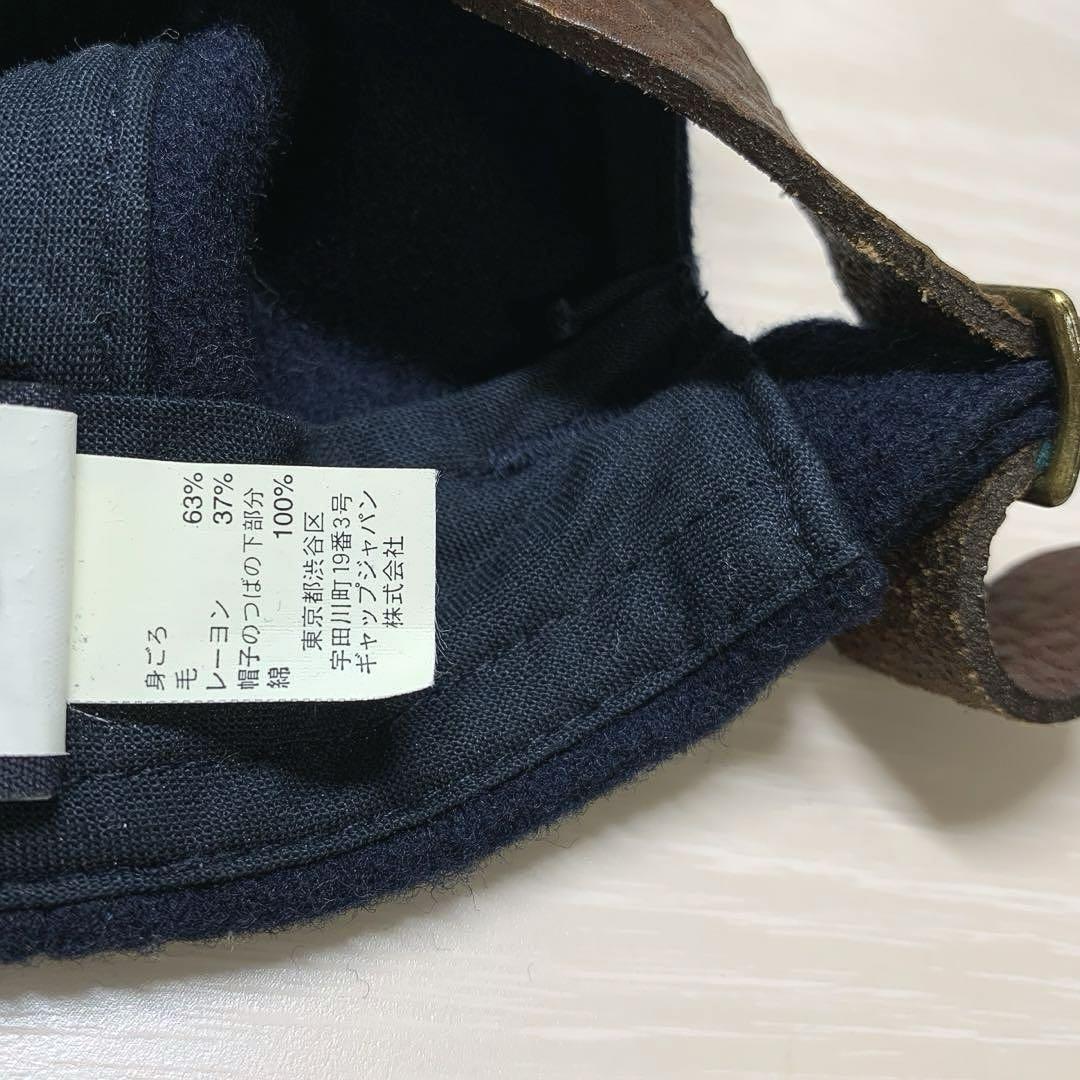 身ごろ
毛 63%
レーヨン 37%
帽子のつばの下部分
綿 100%
東京都渋谷区
宇田川町19番3号
ギャップジャパン
株式会社